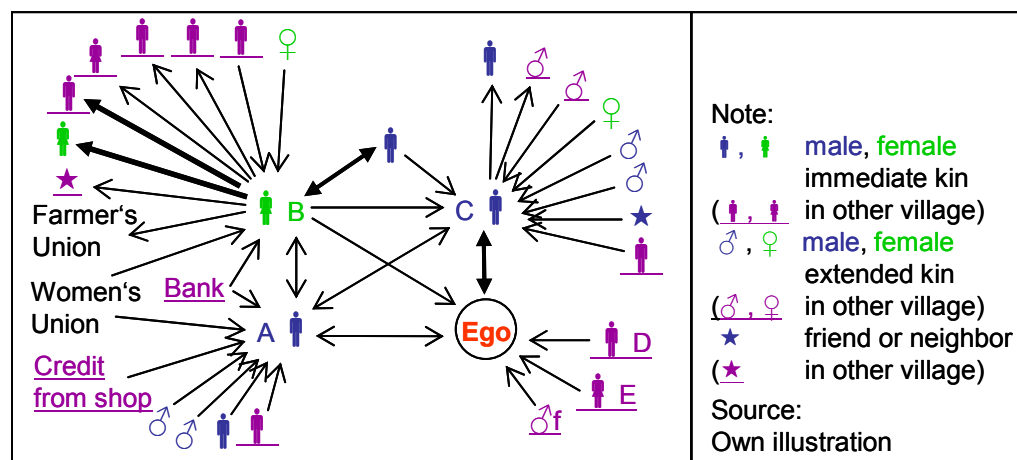 Farmer‘s
Union
Women‘s
Union
Bank
Credit
from shop
B
C
A
Ego
D
E
f
Note:
, male, female
immediate kin
( , in other village)
♂, ♀ male, female
extended kin
(♂, ♀ in other village)
★ friend or neighbor
(★ in other village)
Source:
Own illustration